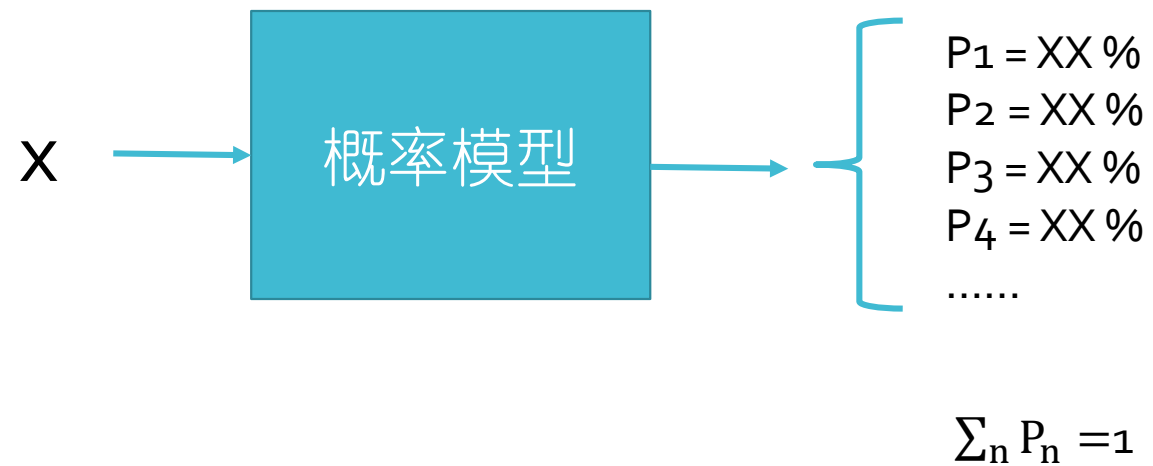 X
概率模型
P1 = XX %
P2 = XX %
P3 = XX %
P4 = XX %
......
∑n Pn =1